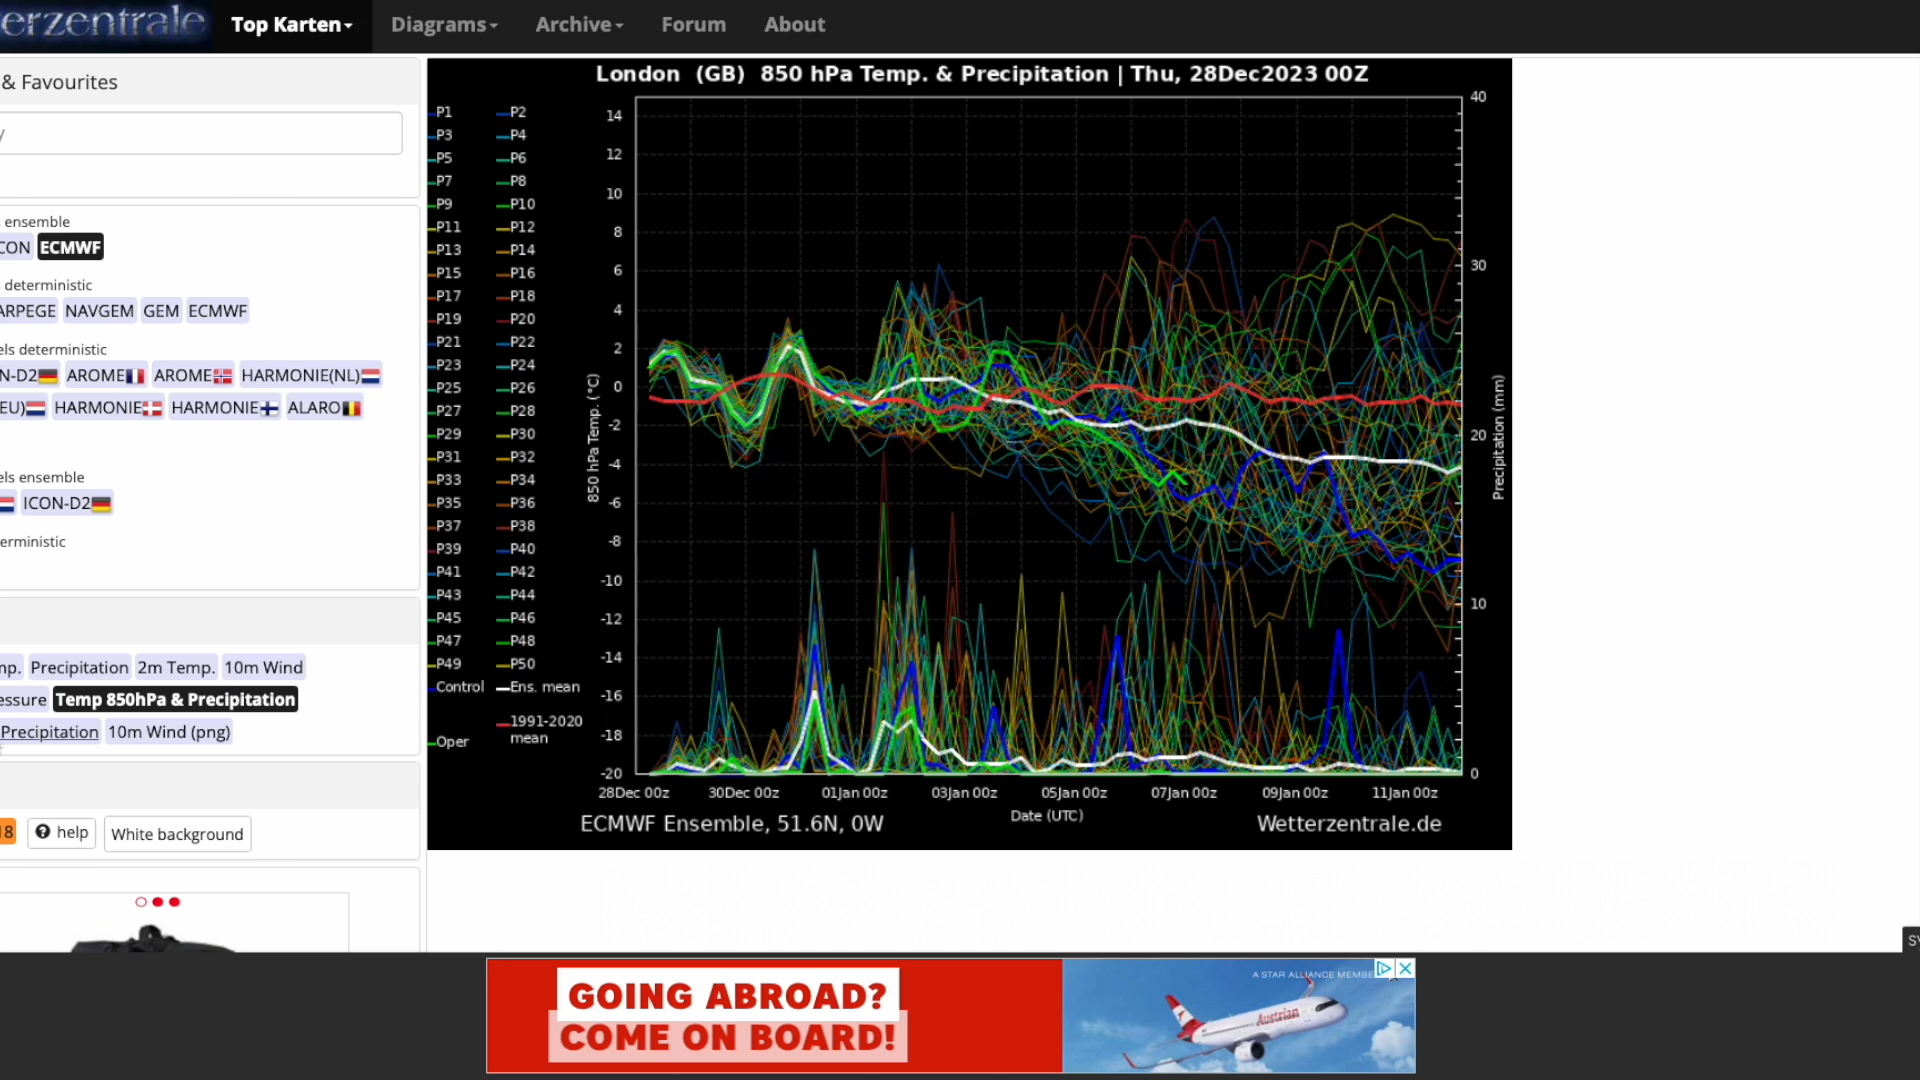 erzentrale
Top Karten
Diagrams
Archive
Forum
About
& Favourites
ensemble
CON ECMWF
deterministic
ARPEGE NAVGEM GEM ECMWF
els deterministic
N-D2 AROME AROME HARMONIE(NL)
EU) HARMONIE HARMONIE ALARO
els ensemble
ICON-D2
erministic
mp. Precipitation 2m Temp. 10m Wind
essure Temp 850hPa & Precipitation
Precipitation 10m Wind (png)
18 help White background
London (GB) 850 hPa Temp. & Precipitation | Thu, 28Dec2023 00Z
P1 P2
P3 P4
P5 P6
P7 P8
P9 P10
P11 P12
P13 P14
P15 P16
P17 P18
P19 P20
P21 P22
P23 P24
P25 P26
P27 P28
P29 P30
P31 P32
P33 P34
P35 P36
P37 P38
P39 P40
P41 P42
P43 P44
P45 P46
P47 P48
P49 P50
Control Ens. mean
1991-2020
mean
Oper
850 hPa Temp. (°C)
14
12
10
8
6
4
2
0
-2
-4
-6
-8
-10
-12
-14
-16
-18
-20
40
30
20
10
0
Precipitation (mm)
28Dec 00z 30Dec 00z 01Jan 00z 03Jan 00z 05Jan 00z 07Jan 00z 09Jan 00z 11Jan 00z
Date (UTC)
ECMWF Ensemble, 51.6N, 0W
Wetterzentrale.de
GOING ABROAD?
COME ON BOARD!
A STAR ALLIANCE MEMBE
Austrian